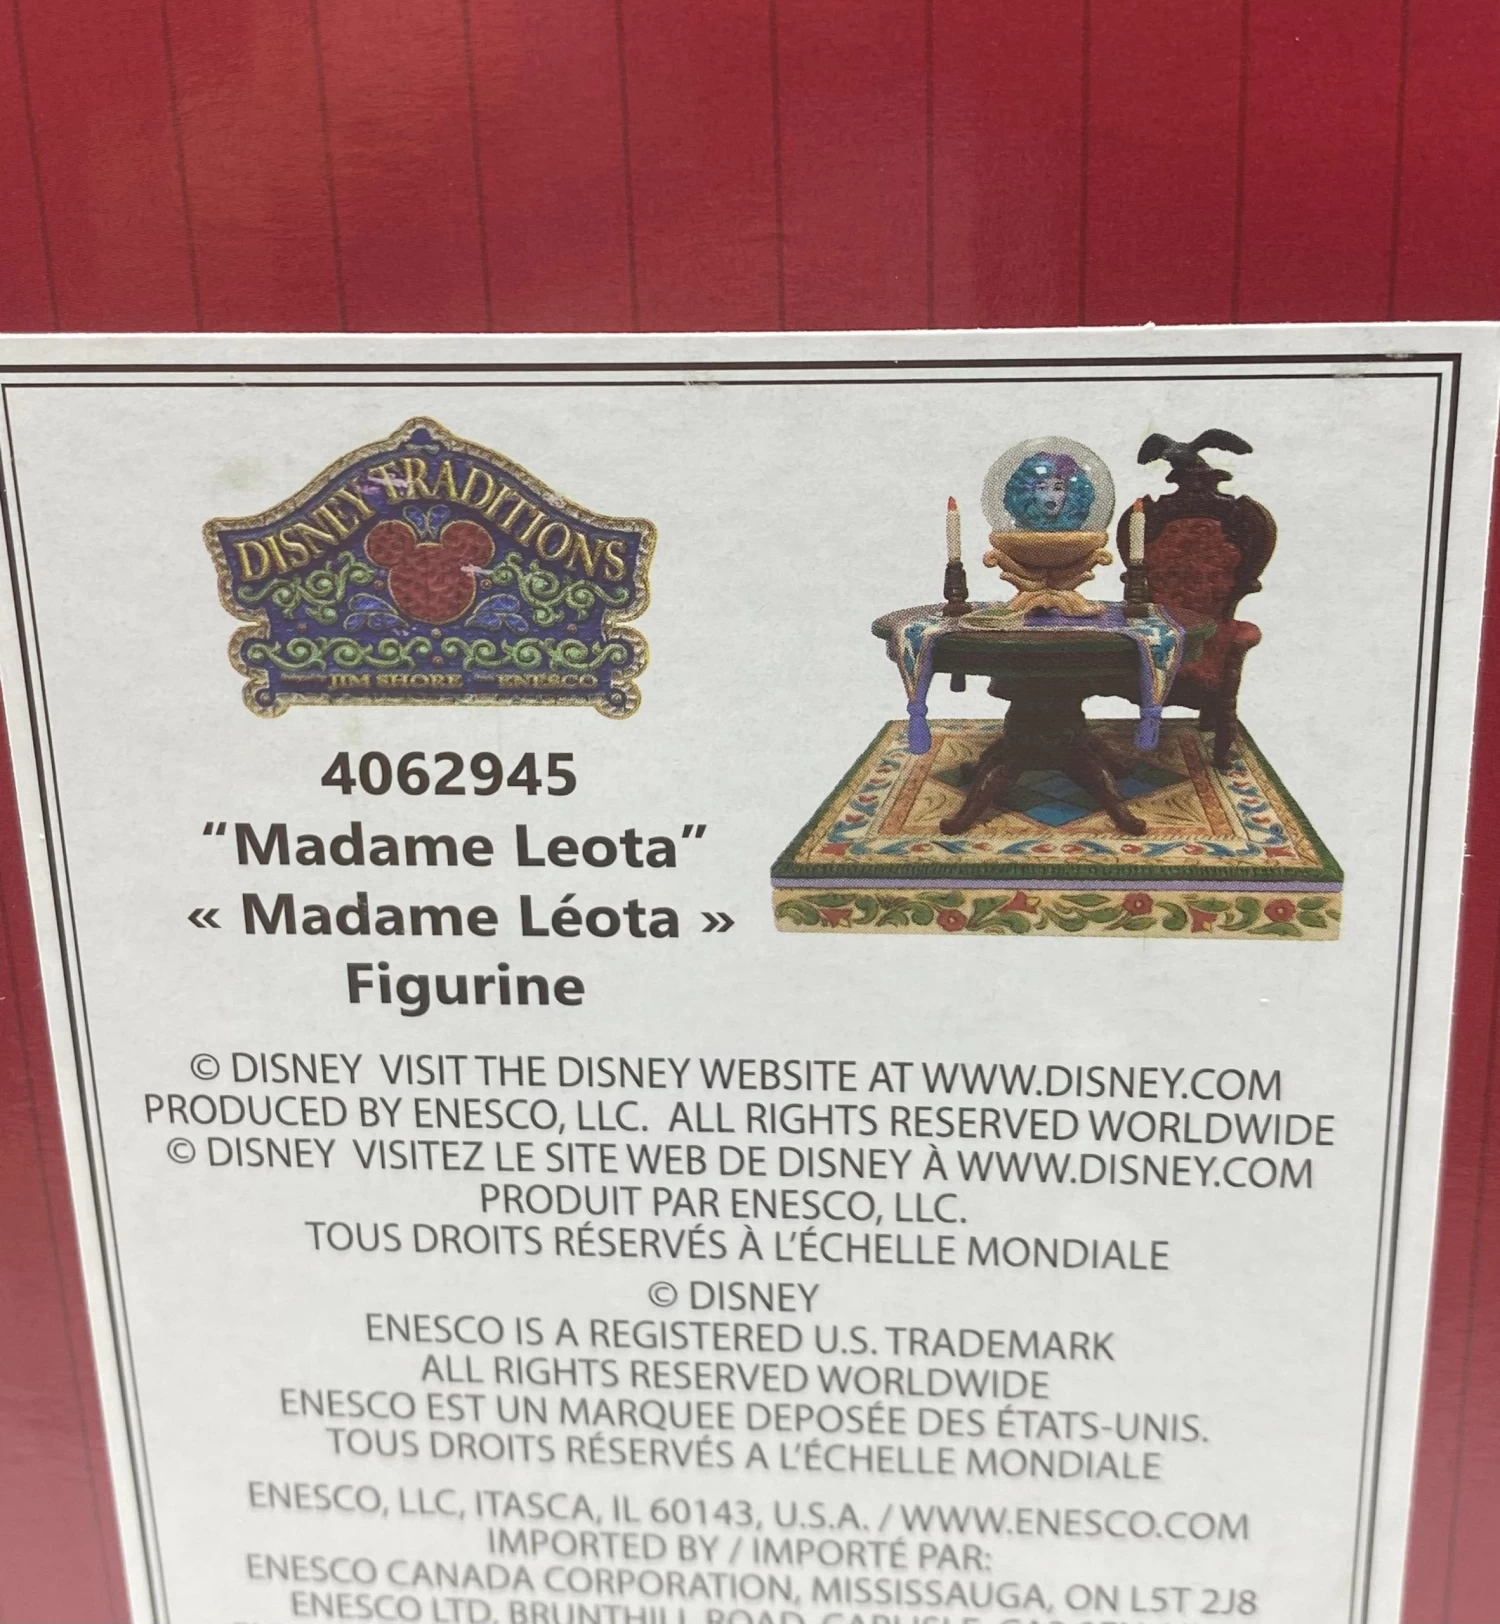 DISNEY TRADITIONS
JIM SHORE ENESCO
4062945
“Madame Leota”
« Madame Léota »
Figurine
© DISNEY VISIT THE DISNEY WEBSITE AT WWW.DISNEY.COM
PRODUCED BY ENESCO, LLC. ALL RIGHTS RESERVED WORLDWIDE
© DISNEY VISITEZ LE SITE WEB DE DISNEY À WWW.DISNEY.COM
PRODUIT PAR ENESCO, LLC.
TOUS DROITS RÉSERVÉS À L’ÉCHELLE MONDIALE
© DISNEY
ENESCO IS A REGISTERED U.S. TRADEMARK
ALL RIGHTS RESERVED WORLDWIDE
ENESCO EST UN MARQUEE DEPOSÉE DES ÉTATS-UNIS.
TOUS DROITS RÉSERVÉS A L’ÉCHELLE MONDIALE
ENESCO, LLC, ITASCA, IL 60143, U.S.A. / WWW.ENESCO.COM
IMPORTED BY / IMPORTÉ PAR:
ENESCO CANADA CORPORATION, MISSISSAUGA, ON L5T 2J8
ENESCO LTD, BRUNTHILL ROAD, CARLISLE